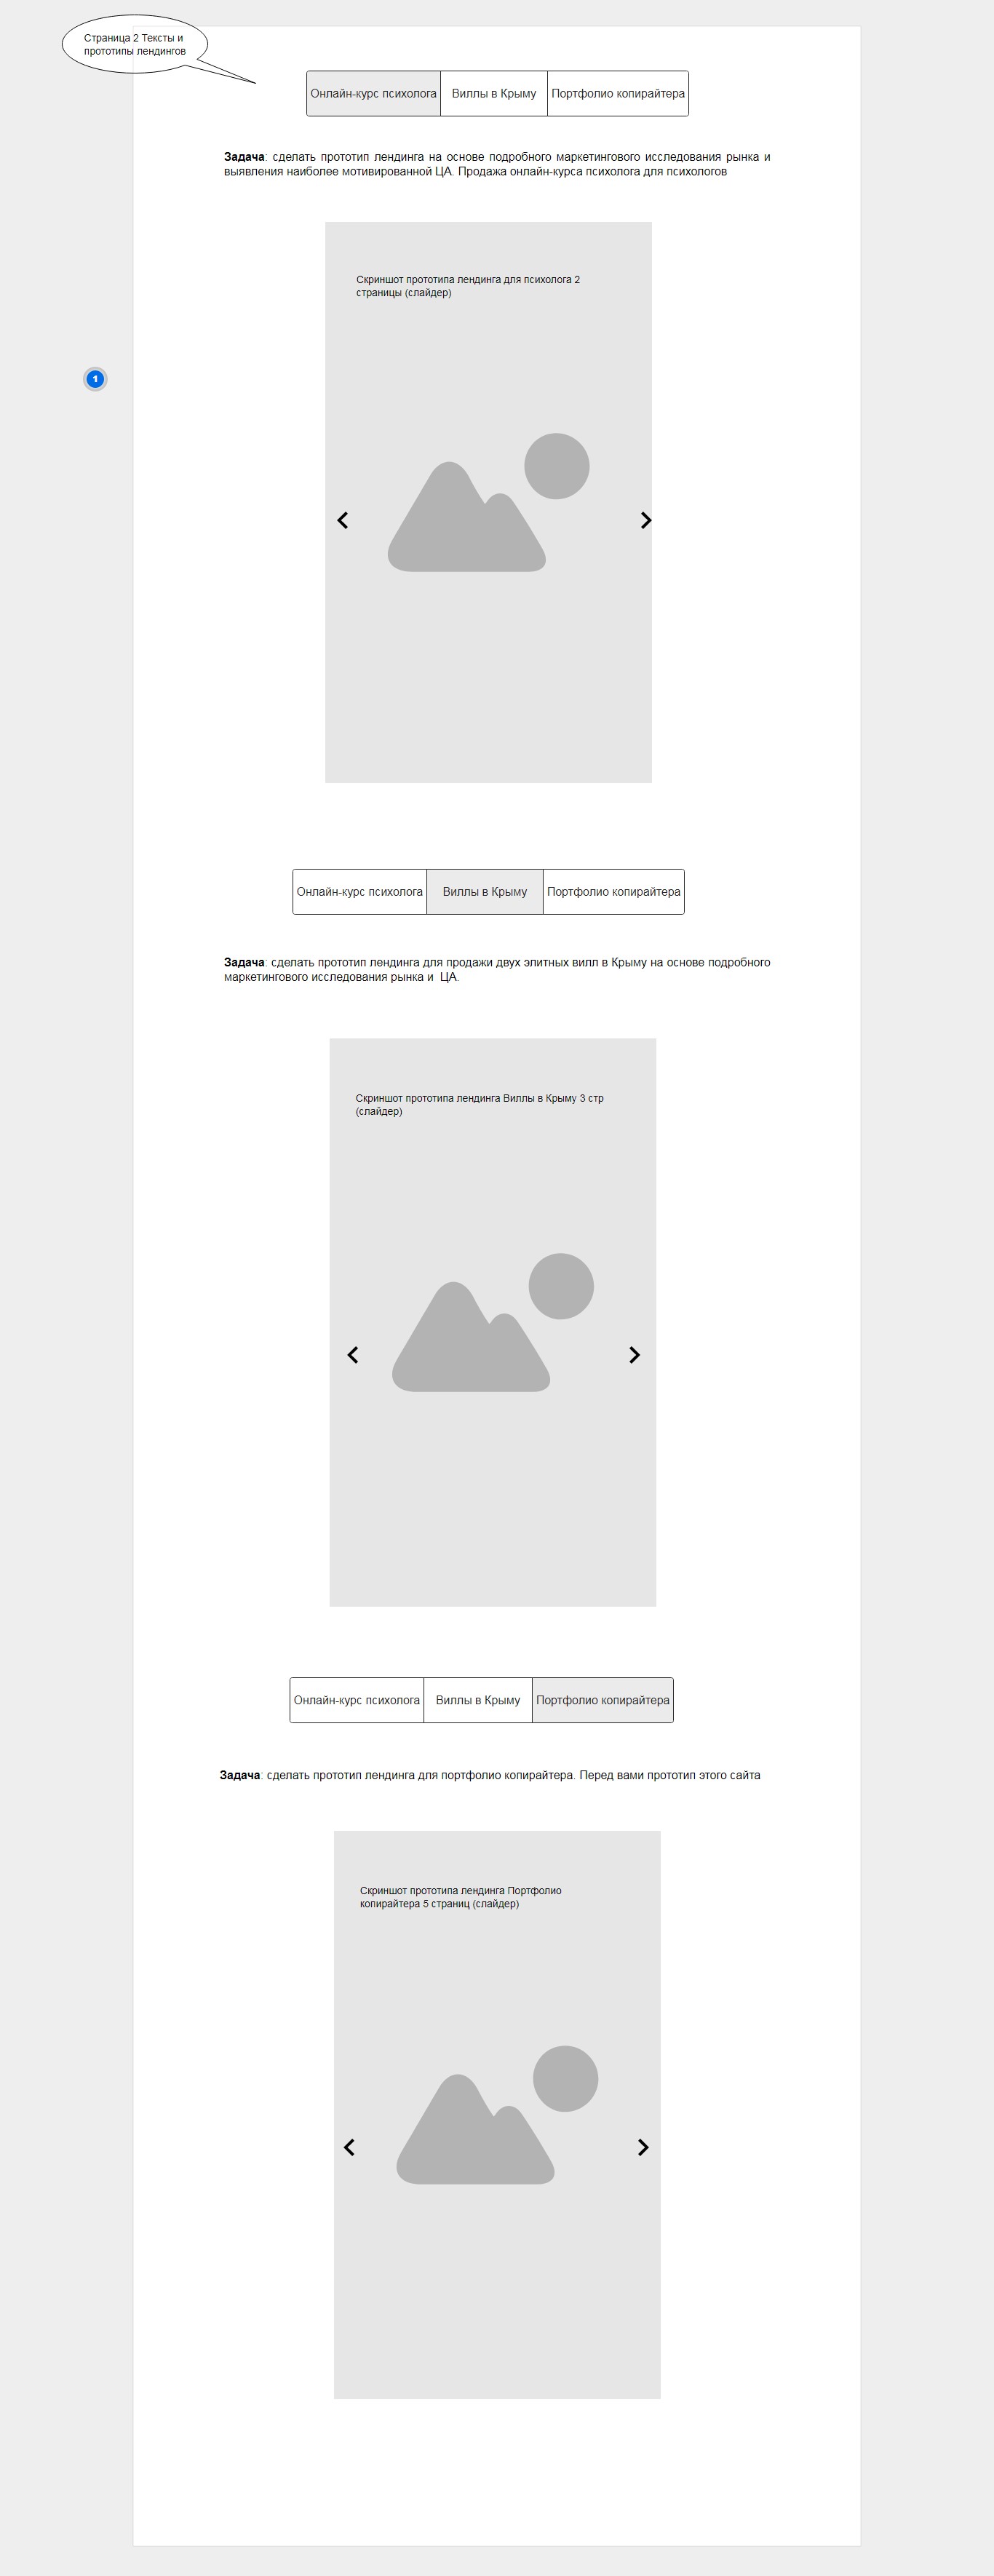 Страница 2 Тексты и
прототипы лендингов
Онлайн-курс психолога Виллы в Крыму Портфолио копирайтера
Задача: сделать прототип лендинга на основе подробного маркетингового исследования рынка и
выявления наиболее мотивированной ЦА. Продажа онлайн-курса психолога для психологов
Скриншот прототипа лендинга для психолога 2
страницы (слайдер)
1
Онлайн-курс психолога Виллы в Крыму Портфолио копирайтера
Задача: сделать прототип лендинга для продажи двух элитных вилл в Крыму на основе подробного
маркетингового исследования рынка и  ЦА.
Скриншот прототипа лендинга Виллы в Крыму 3 стр
(слайдер)
Онлайн-курс психолога Виллы в Крыму Портфолио копирайтера
Задача: сделать прототип лендинга для портфолио копирайтера. Перед вами прототип этого сайта
Скриншот прототипа лендинга Портфолио
копирайтера 5 страниц (слайдер)